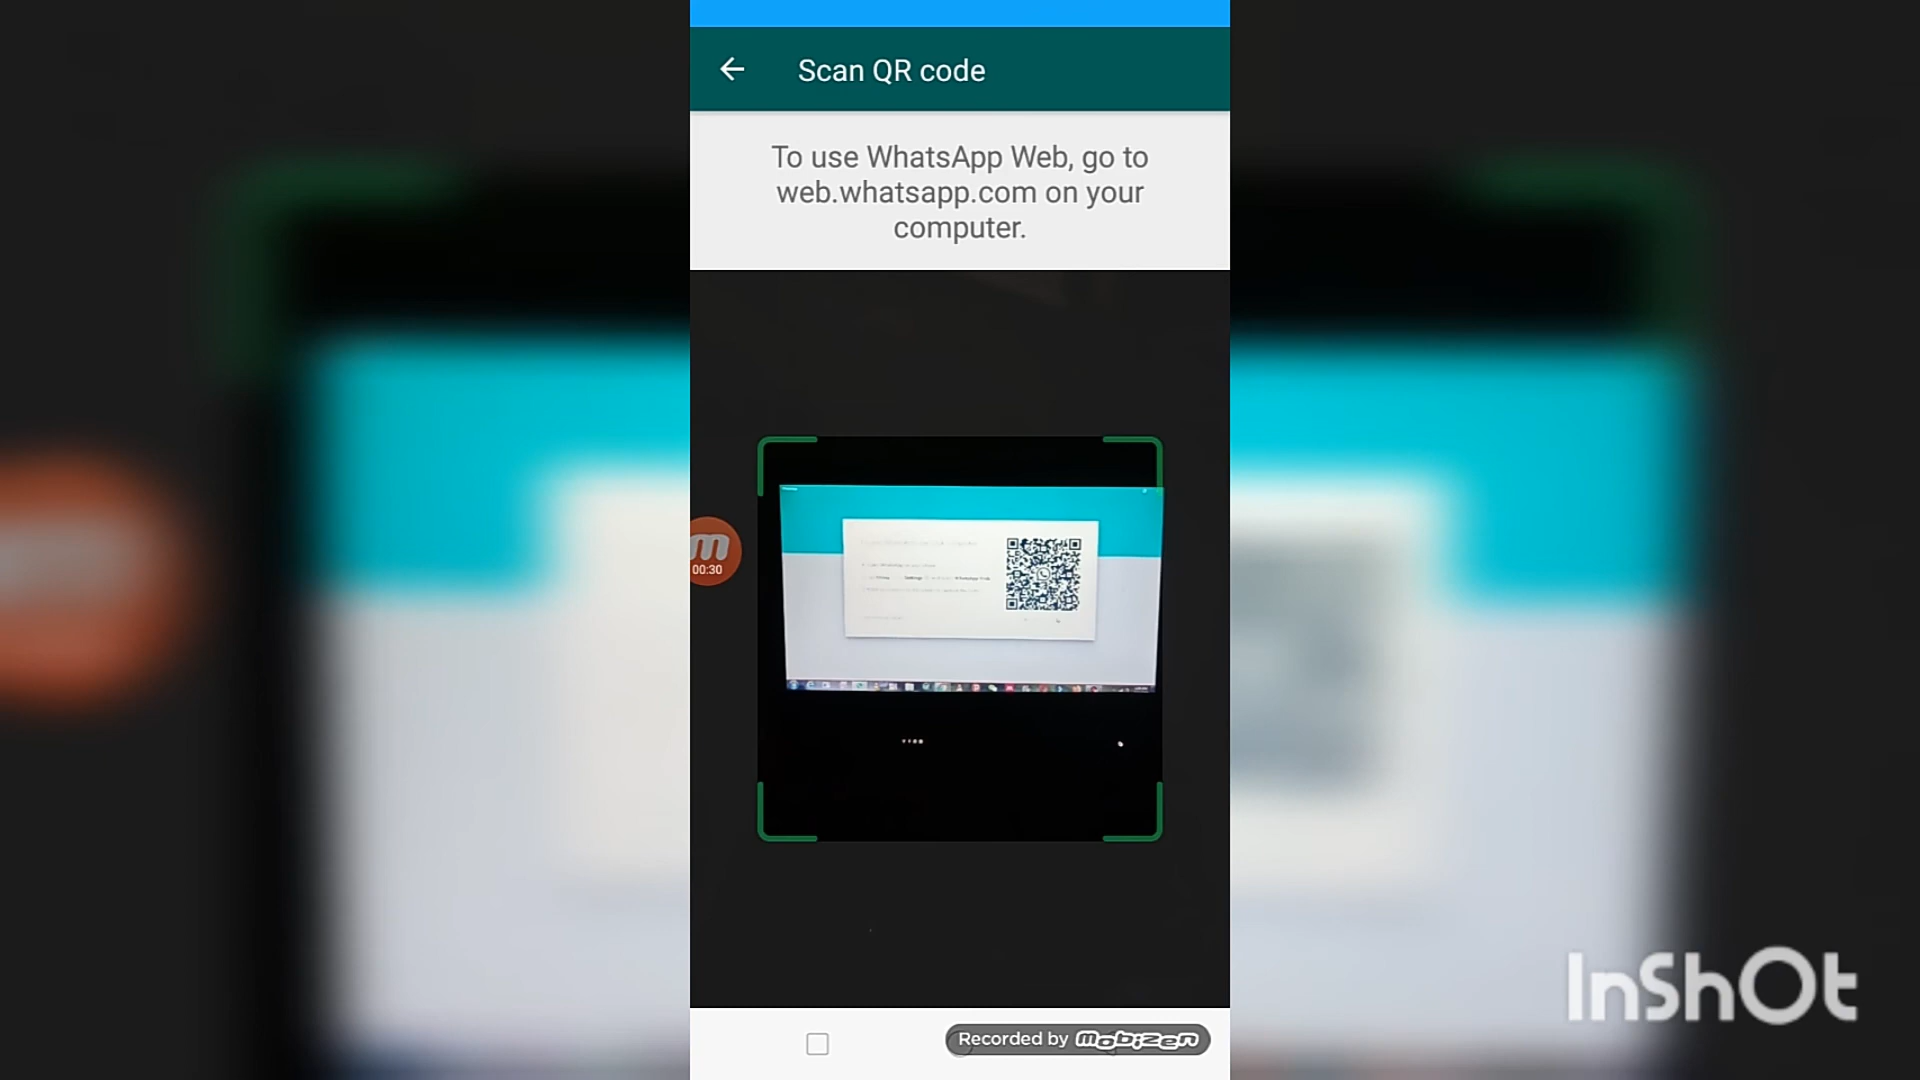 Scan QR code
To use WhatsApp Web, go to
web.whatsapp.com on your
computer.
m
00:30
Recorded by mobizen
InShOt